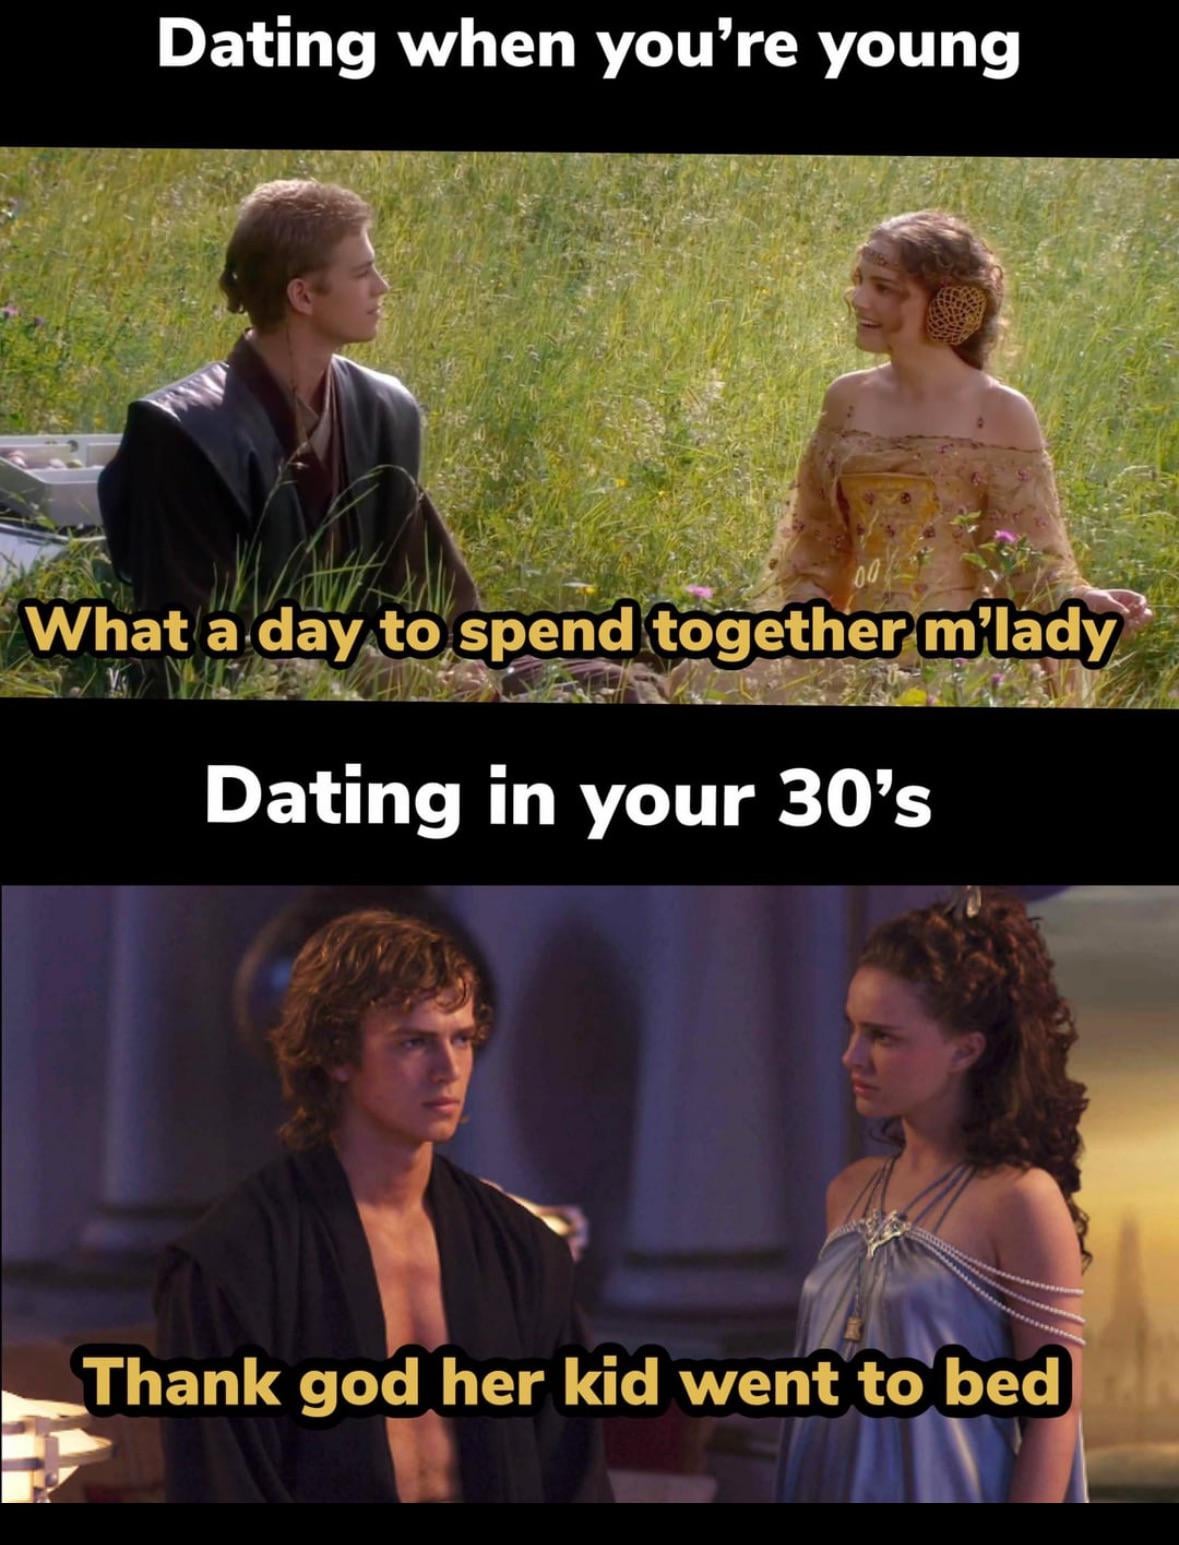 Dating when you’re young
What a day to spend together m’lady
Dating in your 30’s
Thank god her kid went to bed